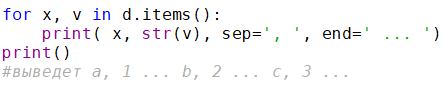 for x, v in d.items():
    print( x, str(v), sep=', ', end=' ... ')
print()
#выведет a, 1 ... b, 2 ... c, 3 ...